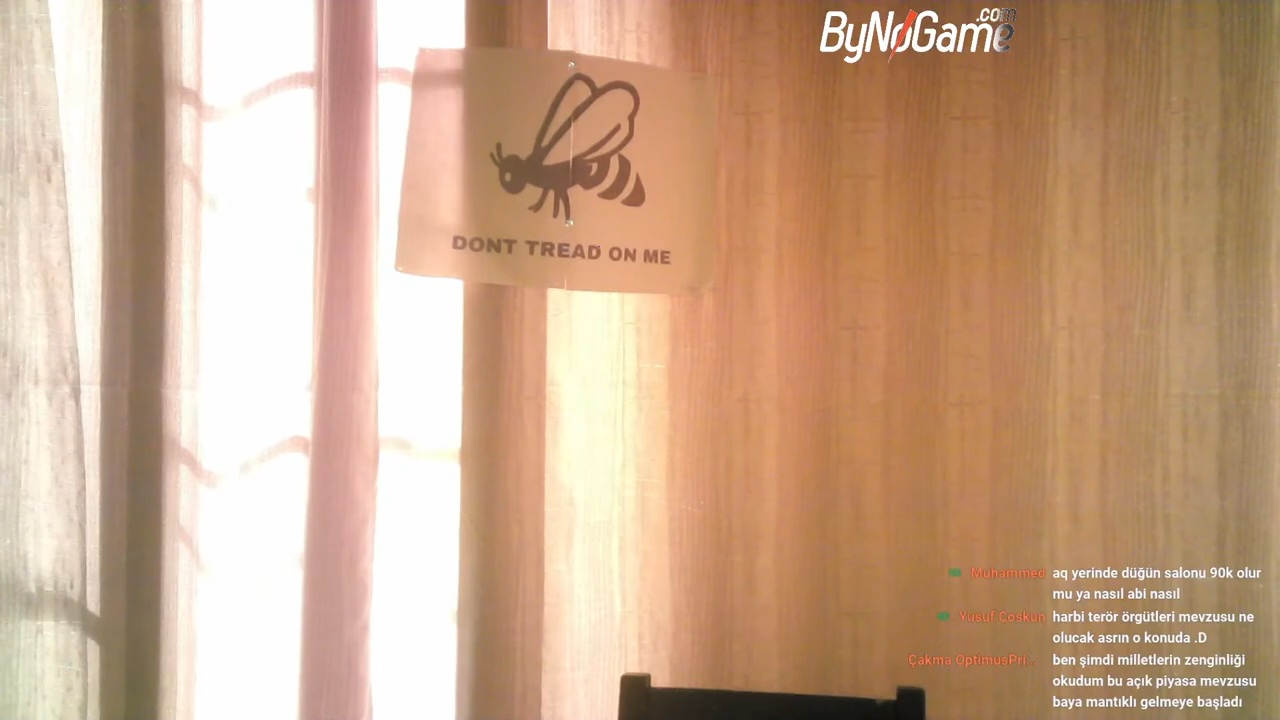 ByNoGame.com
DONT TREAD ON ME
Muhammed aq yerinde düğün salonu 90k olur
mu ya nasıl abi nasıl
Yusuf Coskun harbi terör örgütleri mevzusu ne
olucak asrın o konuda .D
Çakma OptimusPri... ben şimdi milletlerin zenginliği
okudum bu açık piyasa mevzusu
baya mantıklı gelmeye başladı